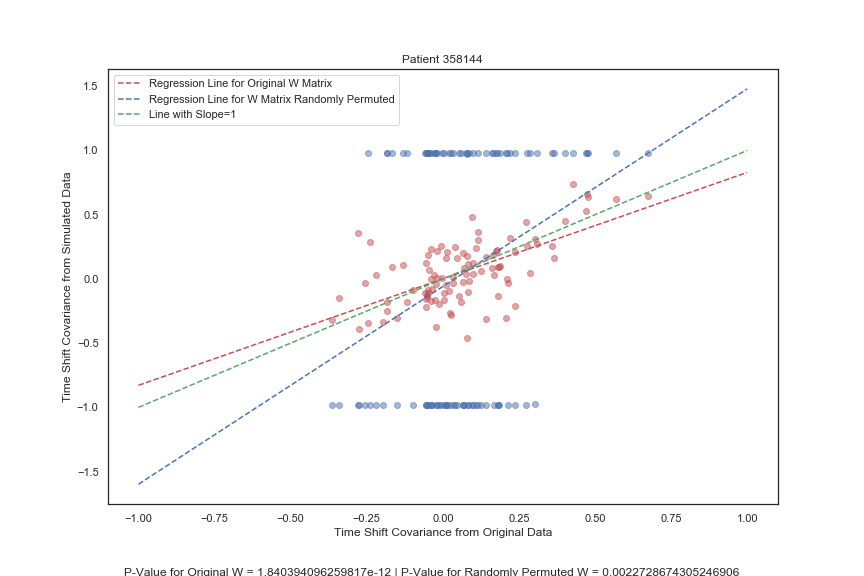 Patient 358144
Regression Line for Original W Matrix
Regression Line for W Matrix Randomly Permuted
Line with Slope=1
1.5
1.0
0.5
0.0
−0.5
−1.0
−1.5
Time Shift Covariance from Simulated Data
−1.00 −0.75 −0.50 −0.25 0.00 0.25 0.50 0.75 1.00
Time Shift Covariance from Original Data
P-Value for Original W = 1.840394096259817e-12 | P-Value for Randomly Permuted W = 0.0022728674305246906